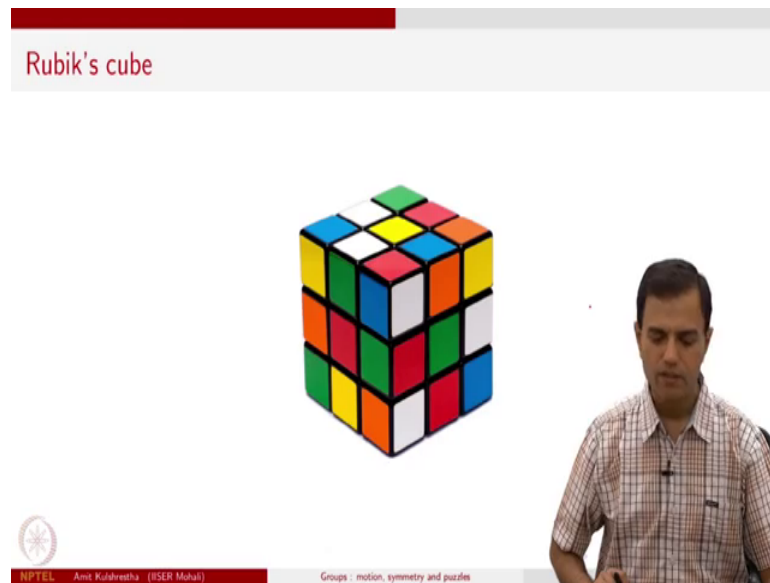 Rubik's cube
NPTEL Amit Kulshrestha (IISER Mohali) Groups : motion, symmetry and puzzles